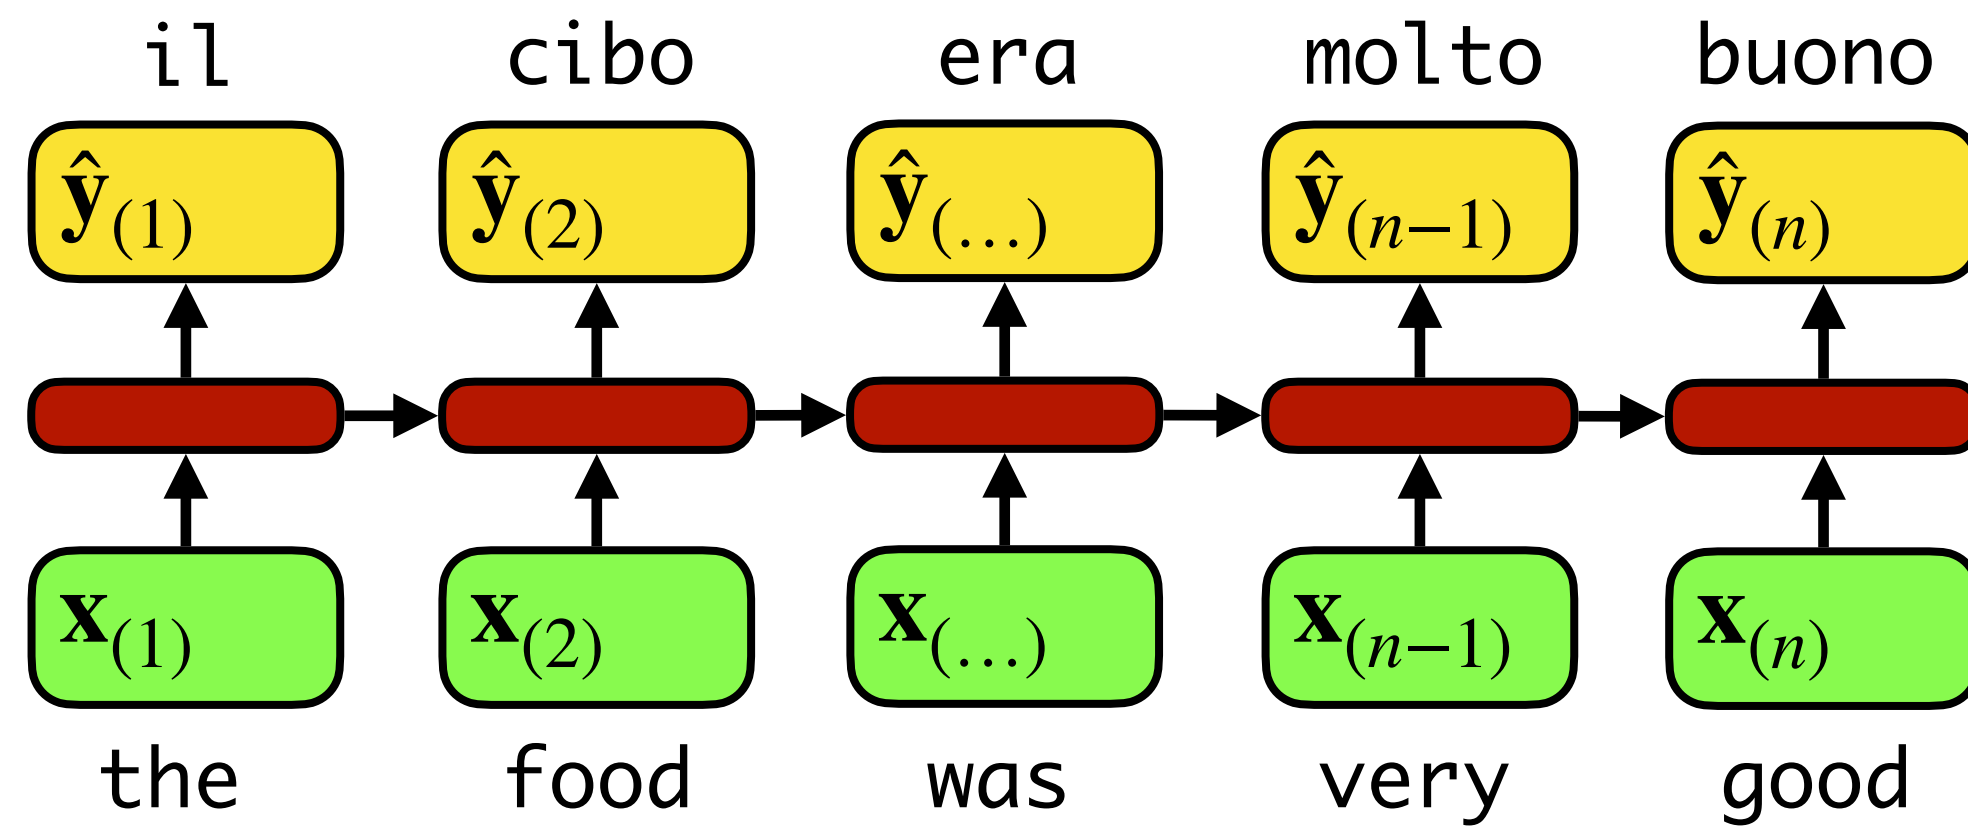 il cibo era molto buono
ŷ(1) ŷ(2) ŷ(...) ŷ(n−1) ŷ(n)
x(1) x(2) x(...) x(n−1) x(n)
the food was very good